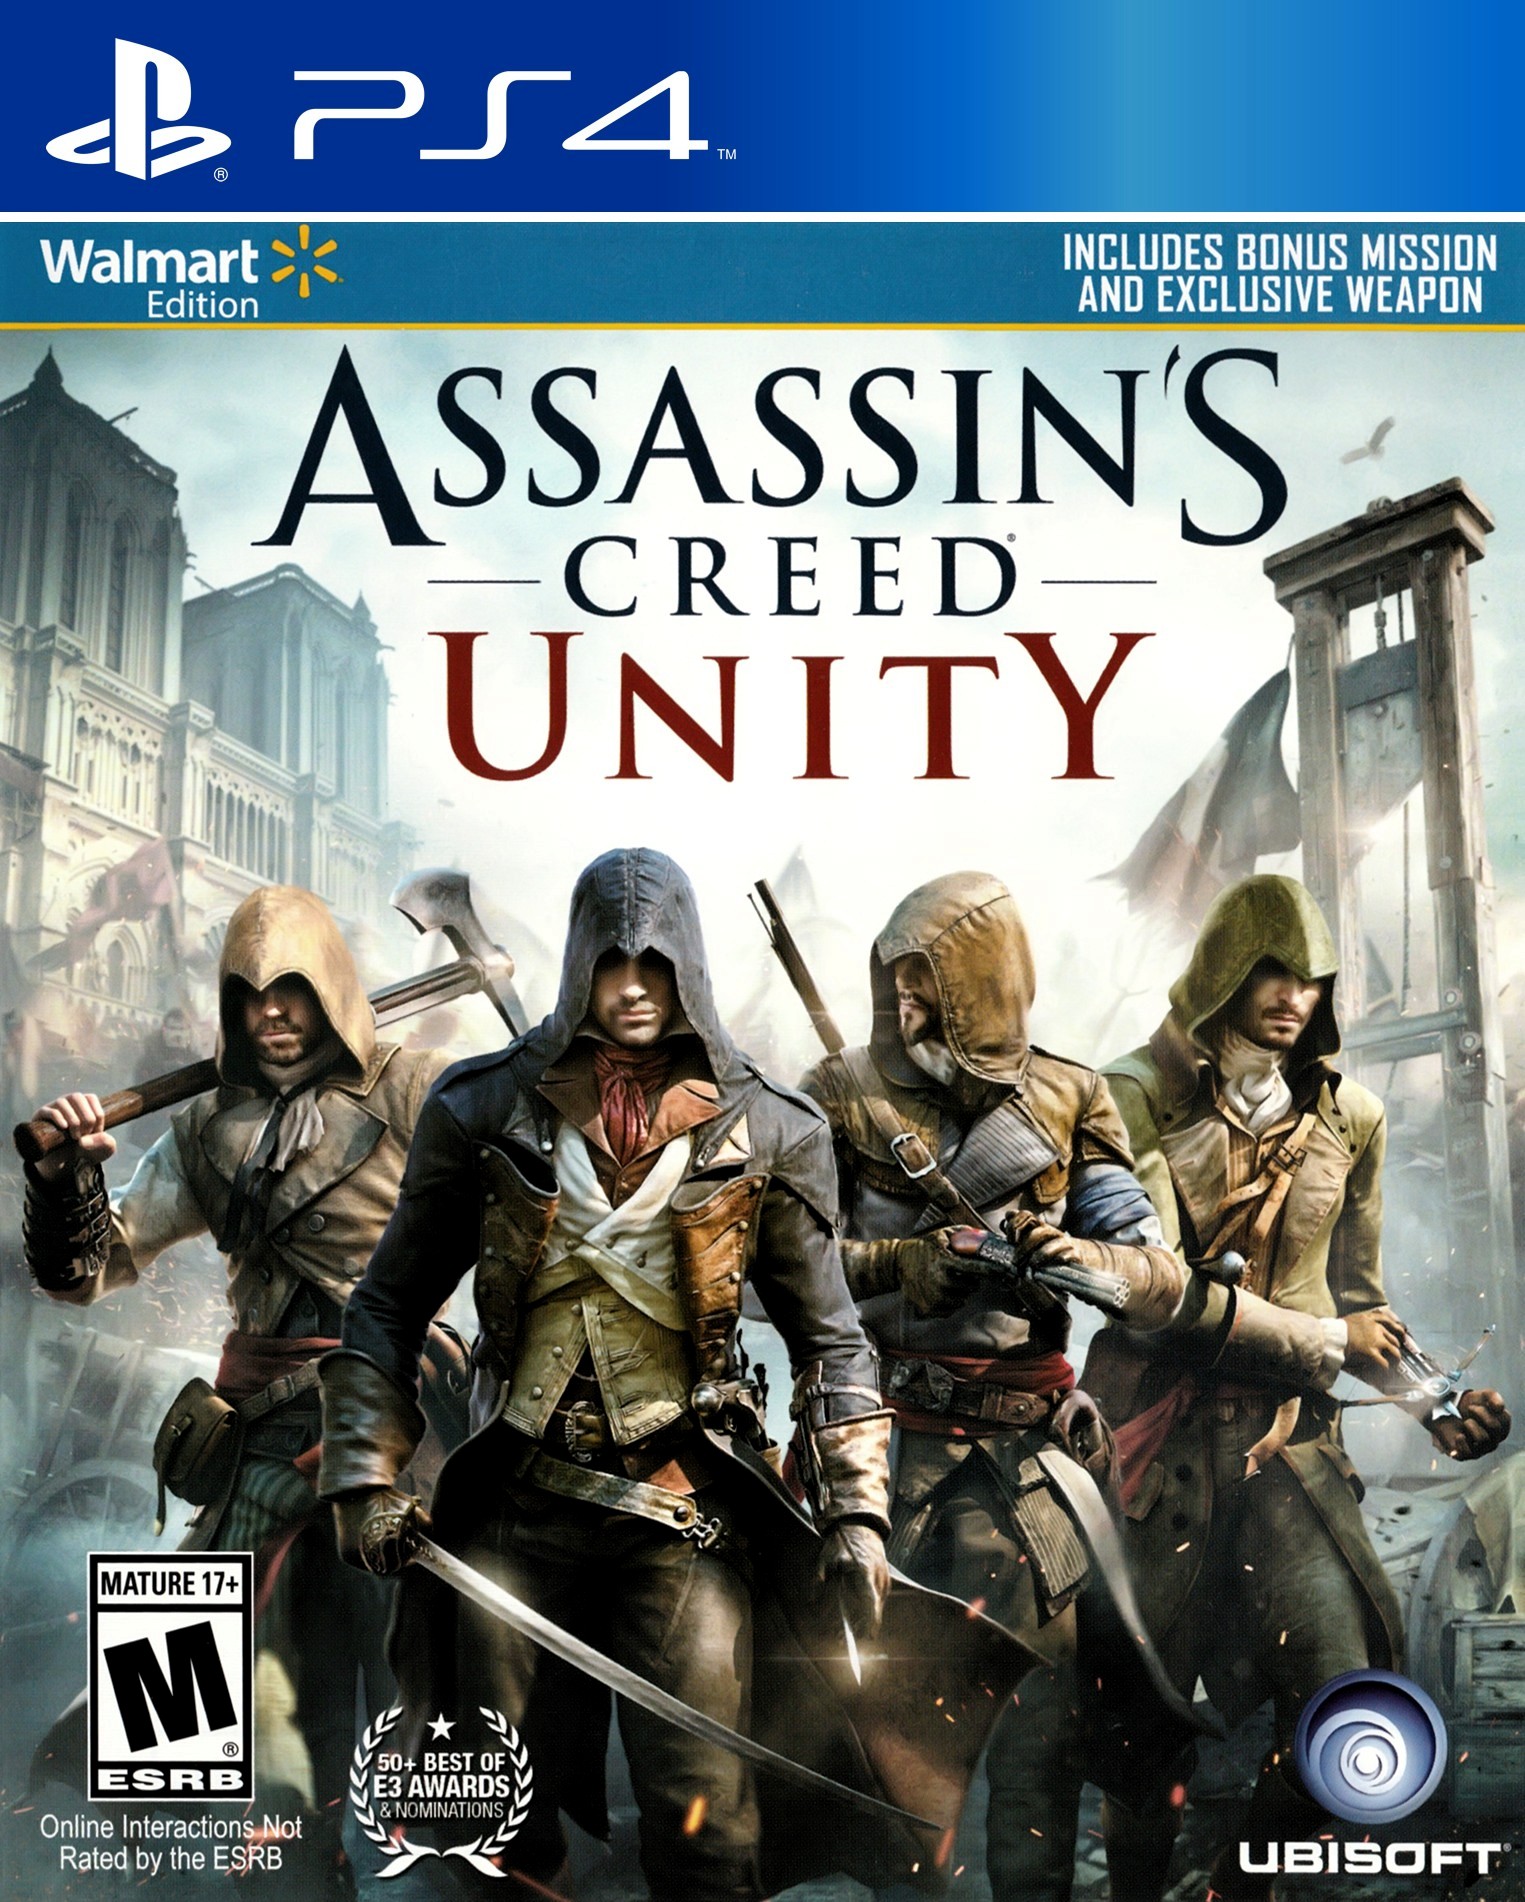 PS4™
Walmart
Edition
INCLUDES BONUS MISSION
AND EXCLUSIVE WEAPON
ASSASSIN'S
CREED®
UNITY
MATURE 17+
M®
ESRB
Online Interactions Not
Rated by the ESRB
50+ BEST OF
E3 AWARDS
& NOMINATIONS
UBISOFT®